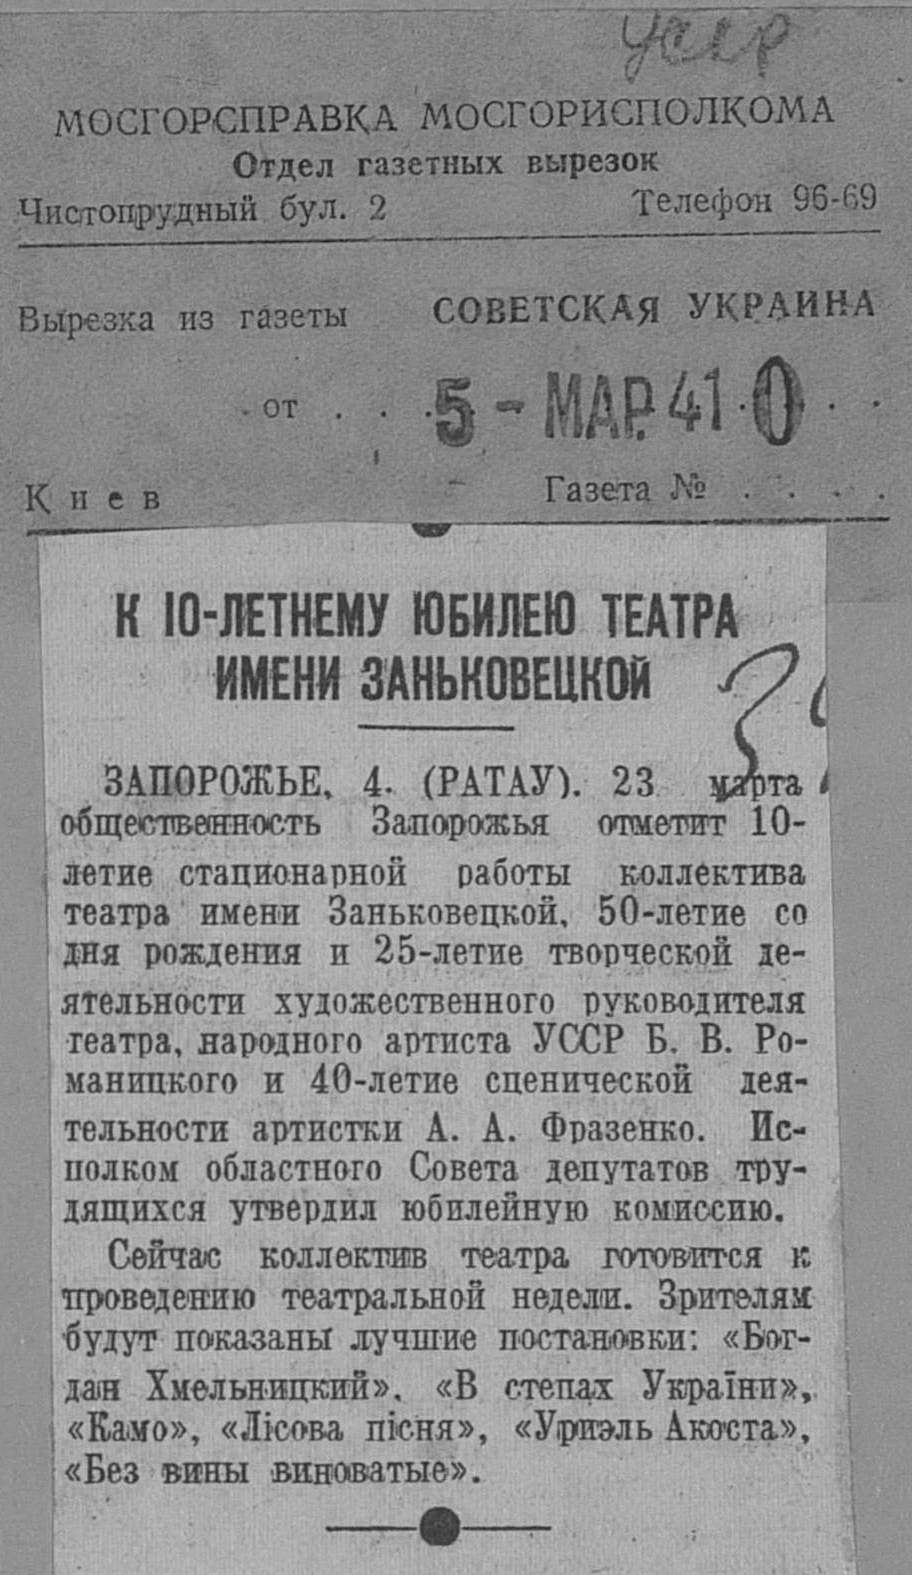 УССР
МОСГОРСПРАВКА МОСГОРИСПОЛКОМА
Отдел газетных вырезок
Чистопрудный бул. 2 Телефон 96-69
Вырезка из газеты СОВЕТСКАЯ УКРАИНА
от . . . 5 - МАР. 41 0 . .
Киев Газета № . . . .
К 10-ЛЕТНЕМУ ЮБИЛЕЮ ТЕАТРА
ИМЕНИ ЗАНЬКОВЕЦКОЙ
ЗАПОРОЖЬЕ, 4. (РАТАУ). 23 марта
общественность Запорожья отметит 10-
летие стационарной работы коллектива
театра имени Заньковецкой, 50-летие со
дня рождения и 25-летие творческой де-
ятельности художественного руководителя
театра, народного артиста УССР Б. В. Ро-
маницкого и 40-летие сценической дея-
тельности артистки А. А. Фразенко. Ис-
полком областного Совета депутатов тру-
дящихся утвердил юбилейную комиссию.
Сейчас коллектив театра готовится к
проведению театральной недели. Зрителям
будут показаны лучшие постановки: «Бог-
дан Хмельницкий», «В степах України»,
«Камо», «Лісова пісня», «Уриэль Акоста»,
«Без вины виноватые».